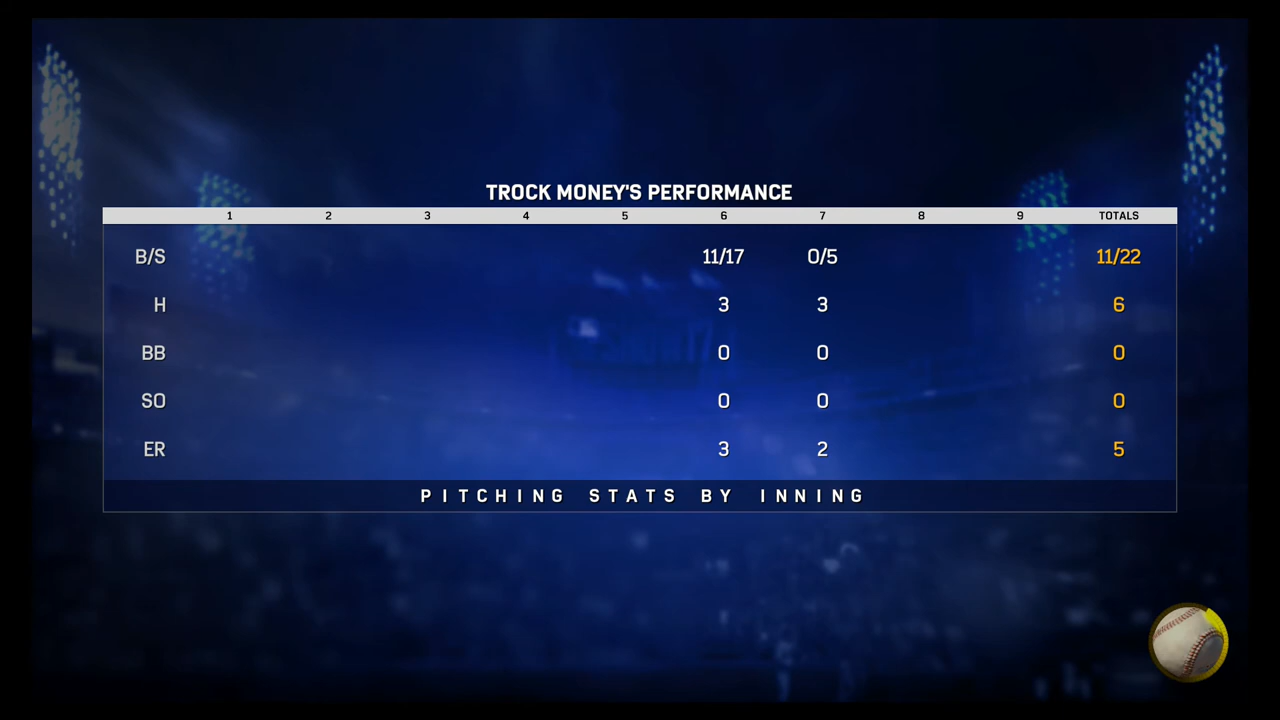 TROCK MONEY'S PERFORMANCE
1 2 3 4 5 6 7 8 9 TOTALS
B/S 11/17 0/5 11/22
H 3 3 6
BB 0 0 0
SO 0 0 0
ER 3 2 5
PITCHING STATS BY INNING